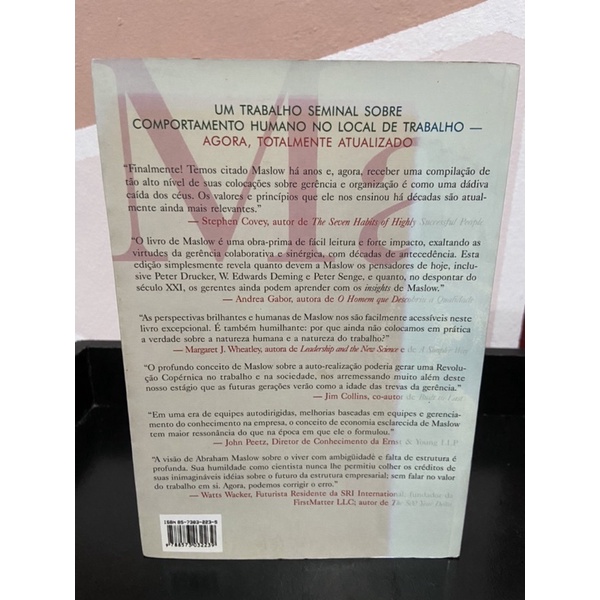 Ma
UM TRABALHO SEMINAL SOBRE
COMPORTAMENTO HUMANO NO LOCAL DE TRABALHO —
AGORA, TOTALMENTE ATUALIZADO
“Finalmente! Temos citado Maslow há anos e, agora, receber uma compilação de
tão alto nível de suas colocações sobre gerência e organização é como uma dádiva
caída dos céus. Os valores e princípios que ele nos ensinou há décadas são atual-
mente ainda mais relevantes.”
— Stephen Covey, autor de The Seven Habits of Highly Successful People
“O livro de Maslow é uma obra-prima de fácil leitura e forte impacto, exaltando as
virtudes da gerência colaborativa e sinérgica, com décadas de antecedência. Esta
edição simplesmente revela quanto devem a Maslow os pensadores de hoje, inclu-
sive Peter Drucker, W. Edwards Deming e Peter Senge, e quanto, no despontar do
século XXI, os gerentes ainda podem aprender com os insights de Maslow.”
— Andrea Gabor, autora de O Homem que Descobriu a Qualidade
“As perspectivas brilhantes e humanas de Maslow nos são facilmente acessíveis neste
livro excepcional. É também humilhante: por que ainda não colocamos em prática
a verdade sobre a natureza humana e a natureza do trabalho?”
— Margaret J. Wheatley, autora de Leadership and the New Science e de A Simpler Way
“O profundo conceito de Maslow sobre a auto-realização poderia gerar uma Revolu-
ção Copérnica no trabalho e na sociedade, nos arremessando muito além deste
nosso estágio que as futuras gerações verão como a idade das trevas da gerência.”
— Jim Collins, co-autor de Built to Last
“Em uma era de equipes autodirigidas, melhorias baseadas em equipes e gerencia-
mento do conhecimento na empresa, o conceito de economia esclarecida de Maslow
tem maior ressonância do que na época em que ele o formulou.”
— John Peetz, Diretor de Conhecimento da Ernst & Young LLP
“A visão de Abraham Maslow sobre o viver com ambigüidade e falta de estrutura é
profunda. Sua humildade como cientista nunca lhe permitiu colher os créditos de
suas inimagináveis idéias sobre o futuro da estrutura empresarial; sem falar no valor
do trabalho em si. Agora, podemos corrigir o erro.”
— Watts Wacker, Futurista Residente da SRI International, fundador da
FirstMatter LLC; autor de The 500 Year Delta
ISBN 85-7303-223-5
9 788573 032239